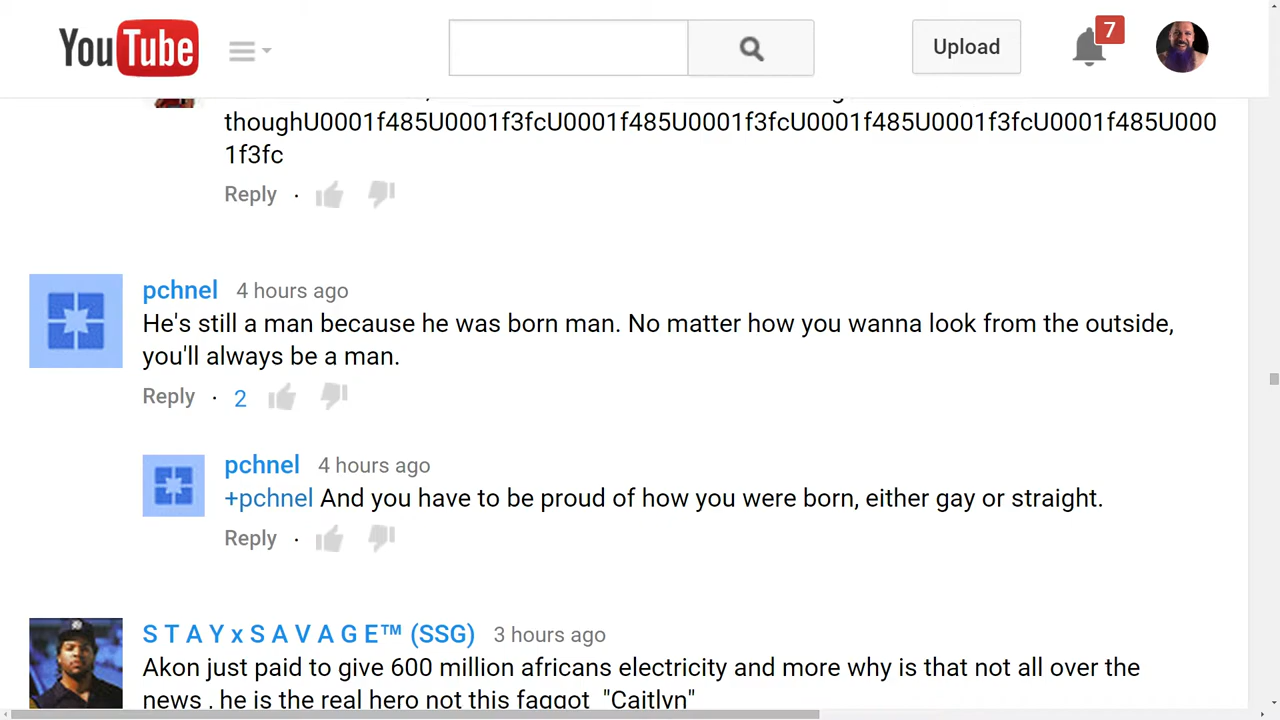 YouTube
Upload
7
thoughU0001f485U0001f3fcU0001f485U0001f3fcU0001f485U0001f3fcU0001f485U000
1f3fc
Reply ·
pchnel 4 hours ago
He's still a man because he was born man. No matter how you wanna look from the outside,
you'll always be a man.
Reply · 2
pchnel 4 hours ago
+pchnel And you have to be proud of how you were born, either gay or straight.
Reply ·
S T A Y x S A V A G E™ (SSG) 3 hours ago
Akon just paid to give 600 million africans electricity and more why is that not all over the
news , he is the real hero not this faggot "Caitlyn"